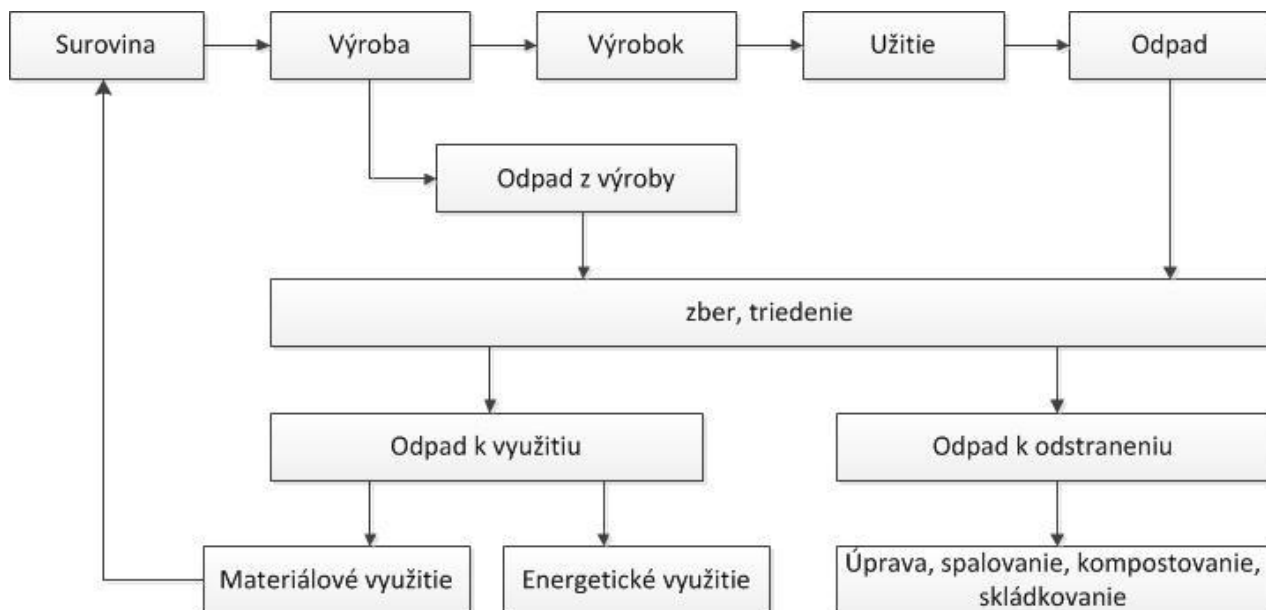 Surovina
Výroba
Výrobok
Užitie
Odpad
Odpad z výroby
zber, triedenie
Odpad k využitiu
Odpad k odstraneniu
Materiálové využitie
Energetické využitie
Úprava, spalovanie, kompostovanie,
skládkovanie